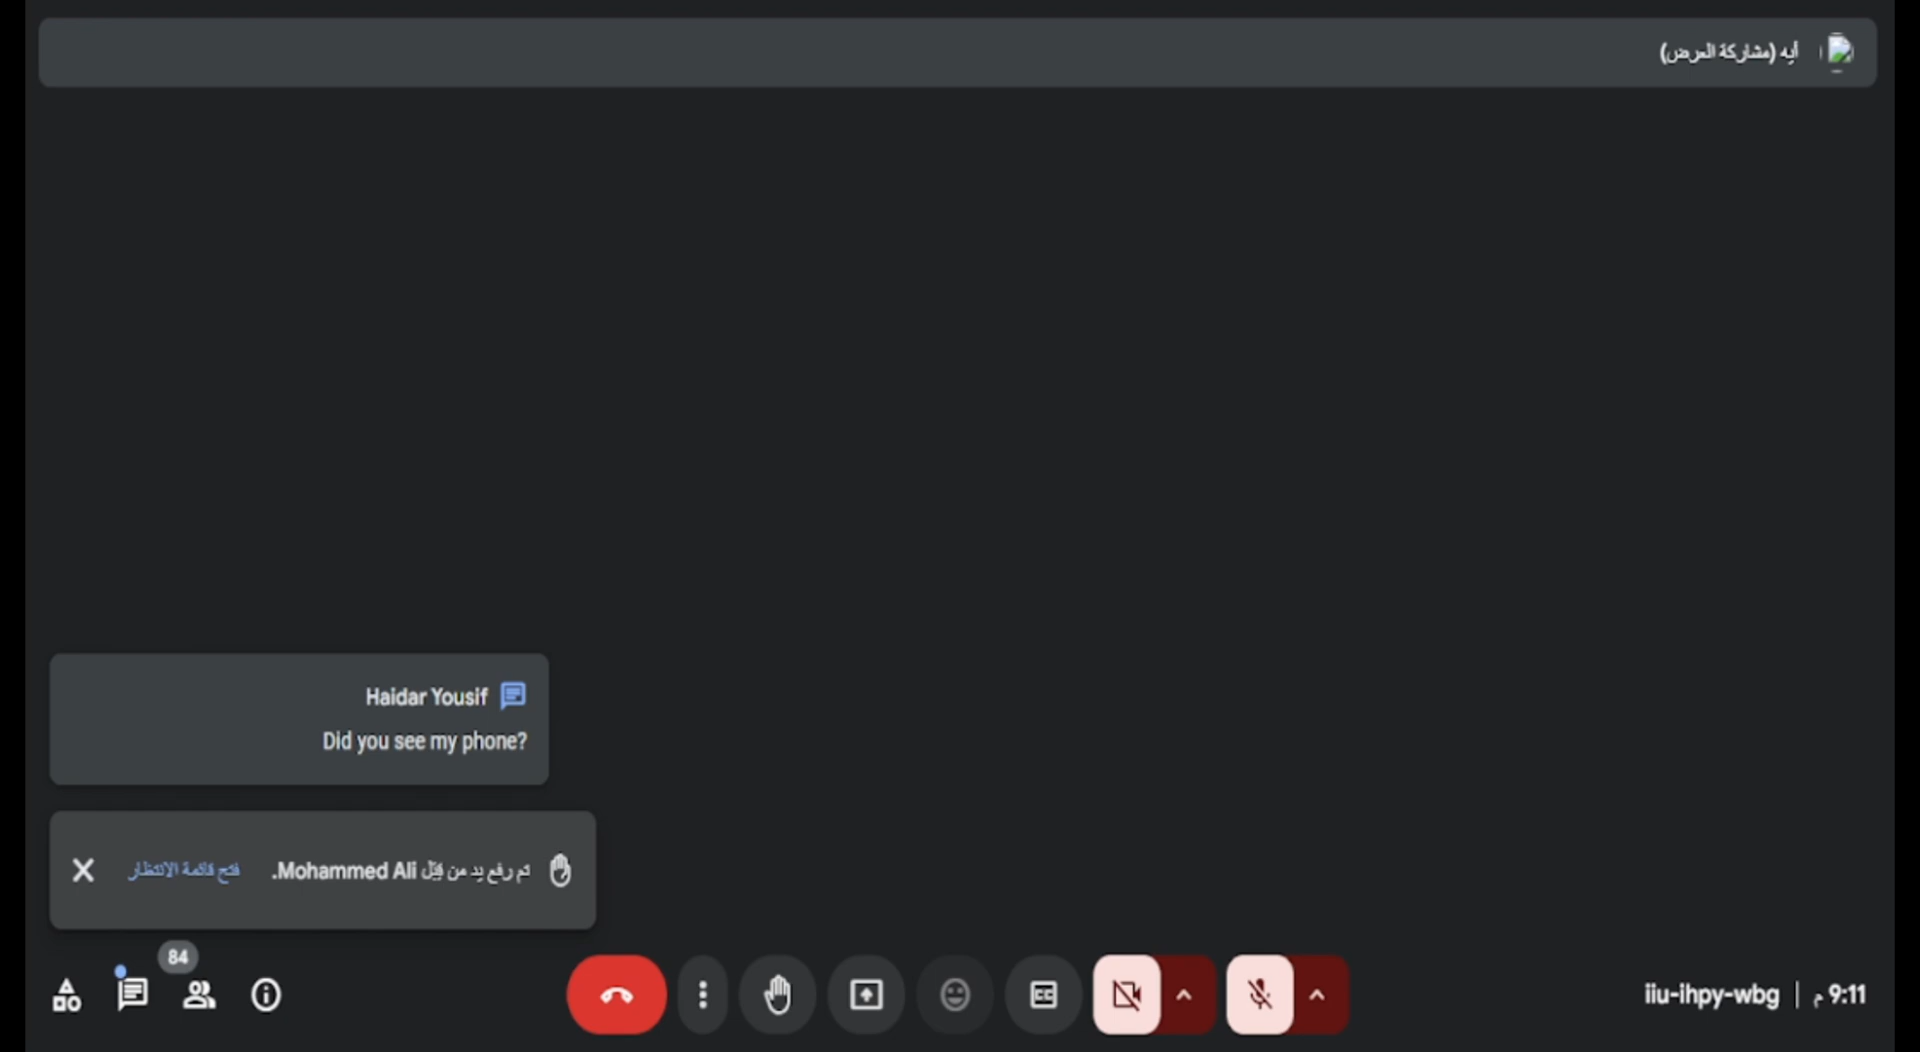 أيه (مشاركة العرض)
Haidar Yousif
Did you see my phone?
تم رفع يد من قِبَل Mohammed Ali.
فتح قائمة الانتظار
84
CC
9:11 م | iiu-ihpy-wbg